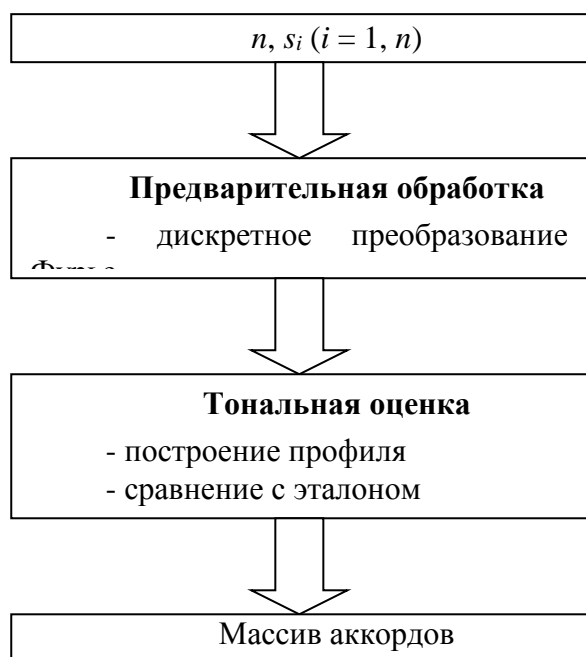 n, sᵢ (i = 1, n)
Предварительная обработка
- дискретное преобразование
Тональная оценка
- построение профиля
- сравнение с эталоном
Массив аккордов